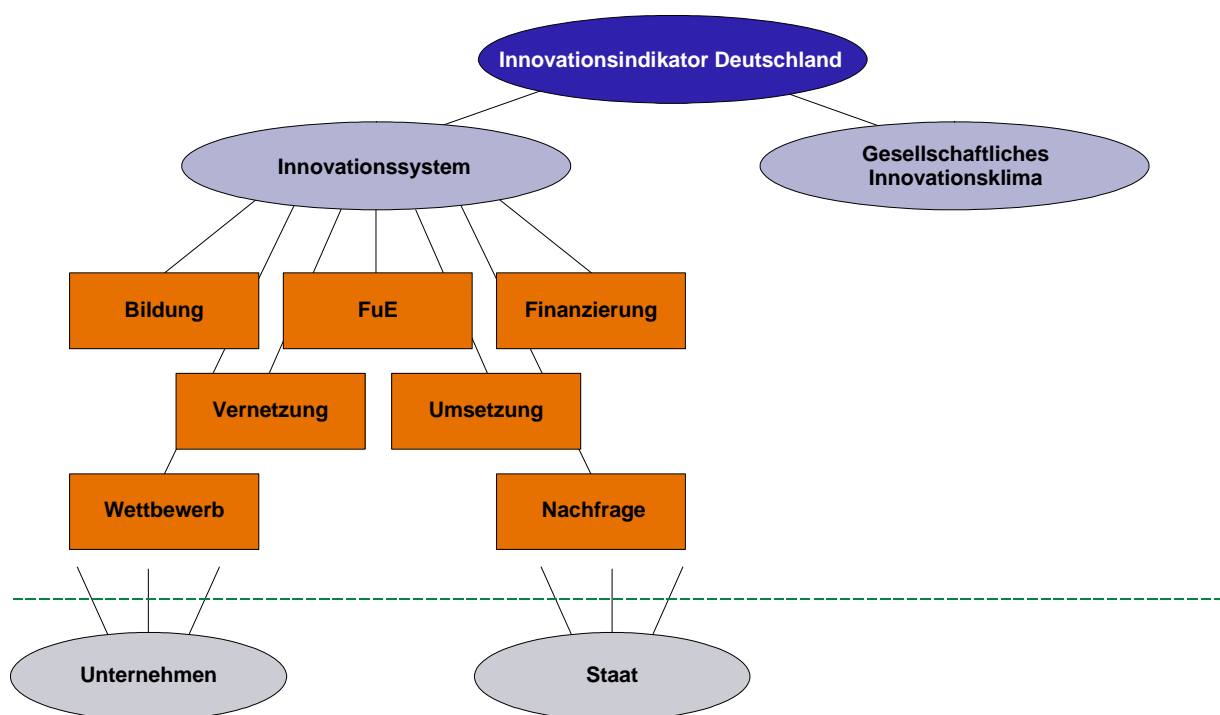 Innovationsindikator Deutschland
Innovationssystem
Gesellschaftliches
Innovationsklima
Bildung
FuE
Finanzierung
Vernetzung
Umsetzung
Wettbewerb
Nachfrage
Unternehmen
Staat